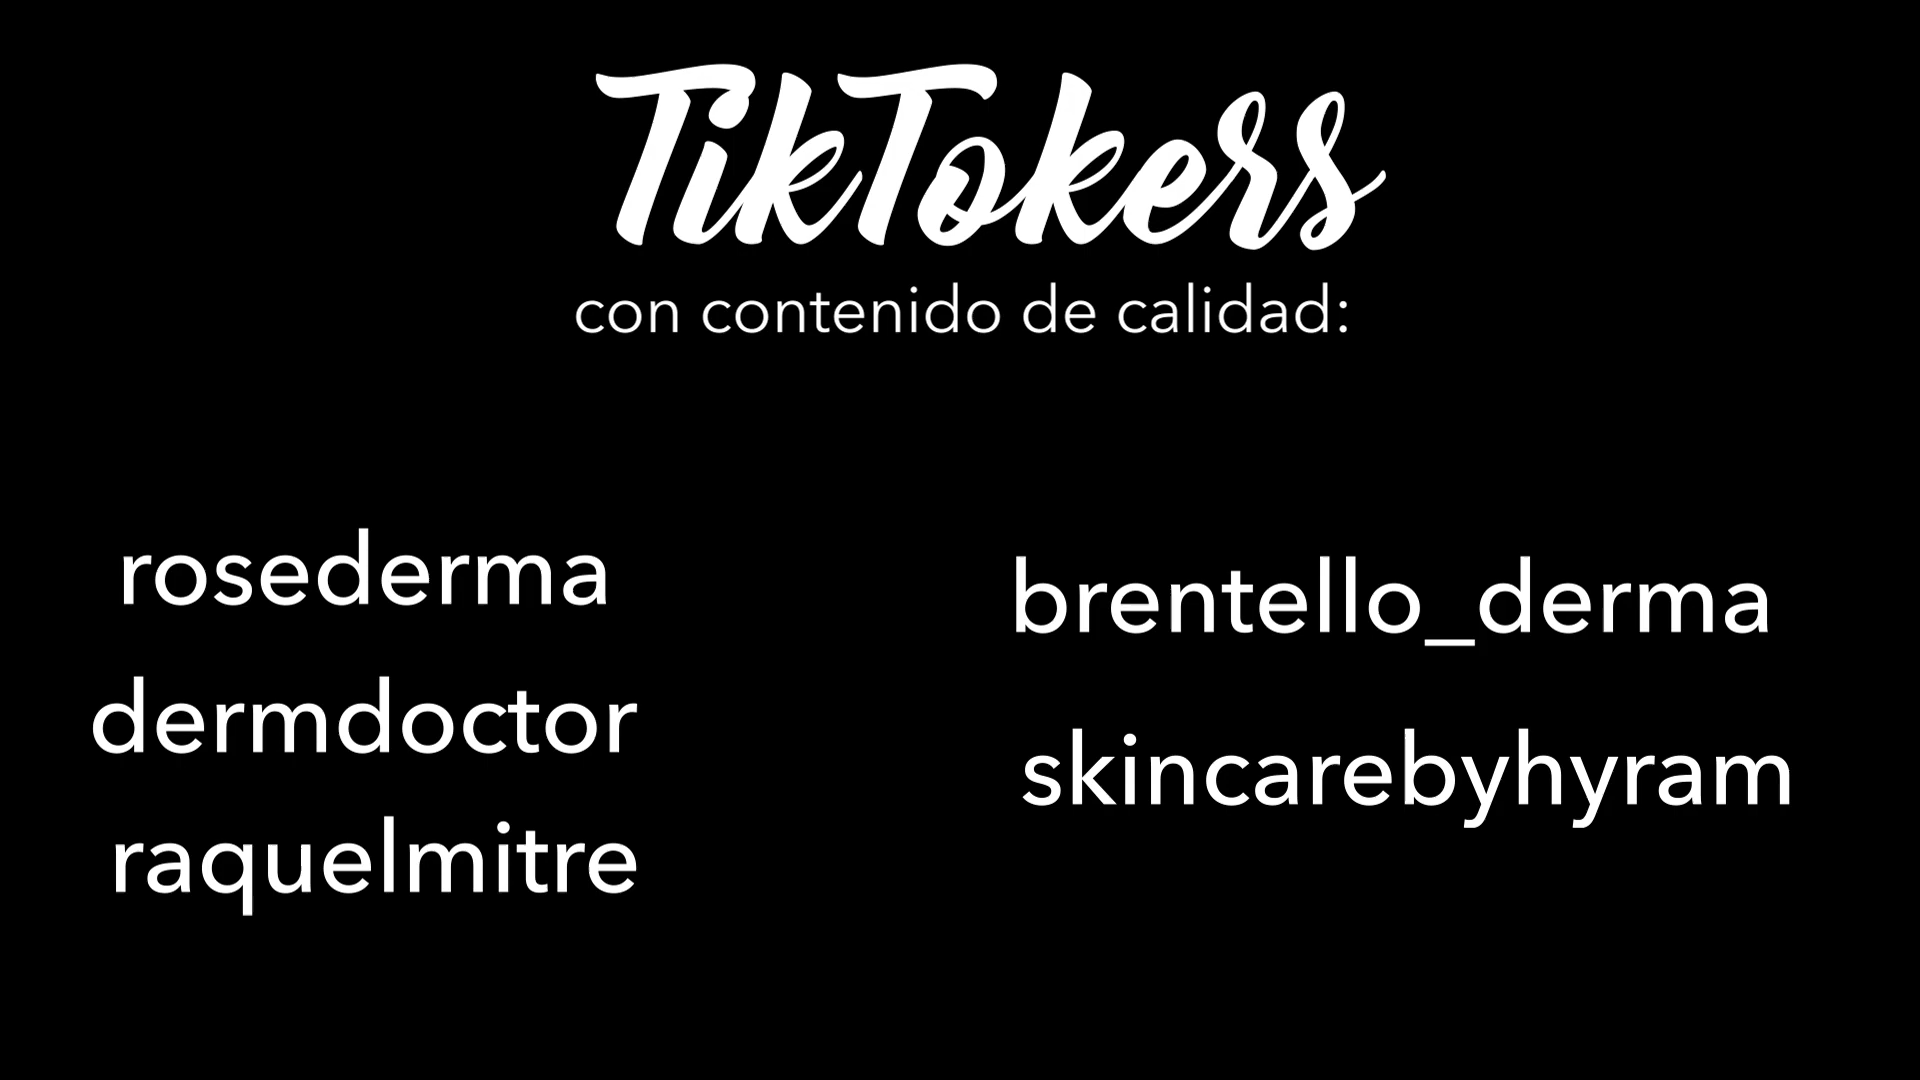 TikTokers
con contenido de calidad:
rosederma
dermdoctor
raquelmitre
brentello_derma
skincarebyhyram